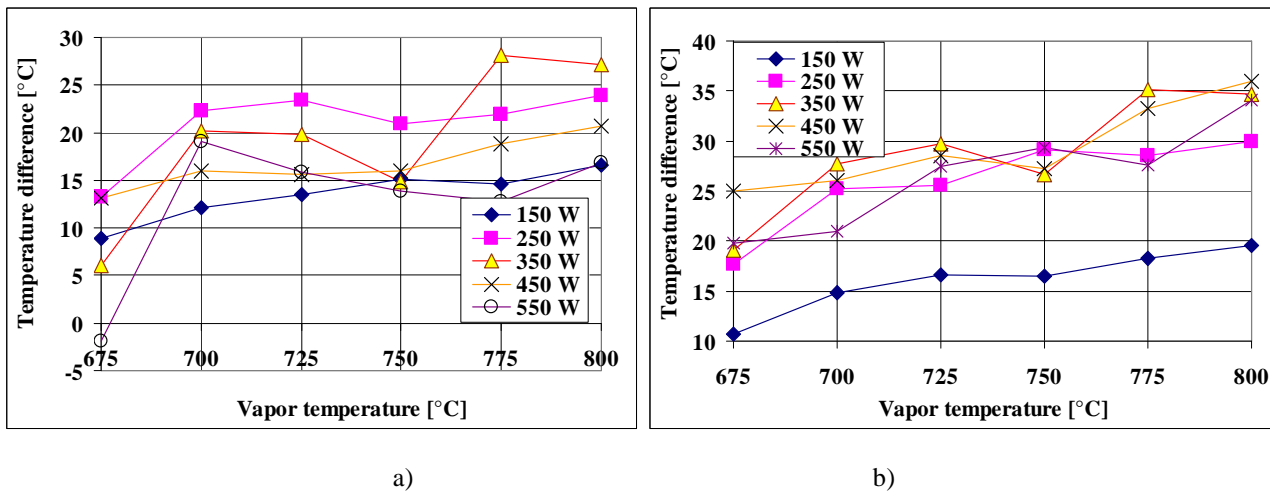 Temperature difference [°C]
30
25
20
15
10
5
0
-5
675 700 725 750 775 800
Vapor temperature [°C]
150 W
250 W
350 W
450 W
550 W
a)
Temperature difference [°C]
40
35
30
25
20
15
10
675 700 725 750 775 800
Vapor temperature [°C]
150 W
250 W
350 W
450 W
550 W
b)